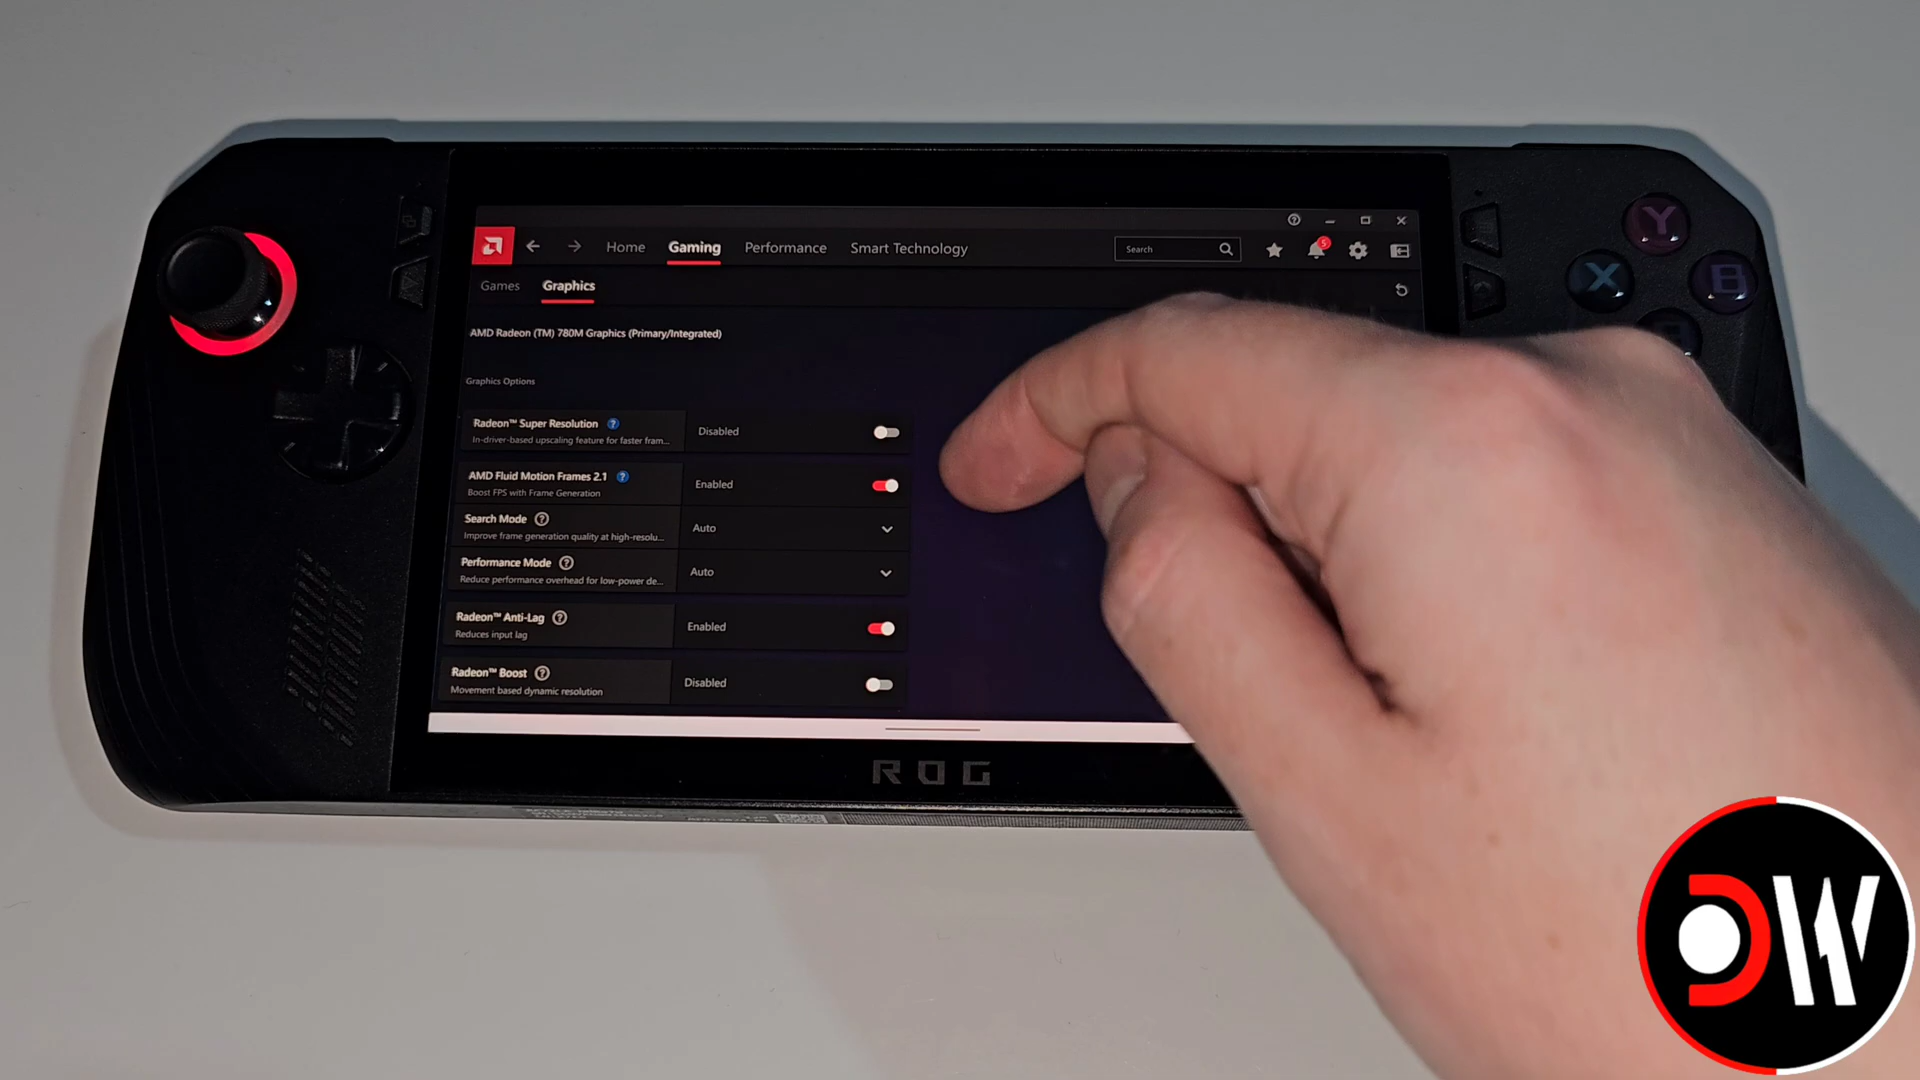 Home Gaming Performance Smart Technology Search 5
Games Graphics
AMD Radeon (TM) 780M Graphics (Primary/Integrated)
Graphics Options
Radeon™ Super Resolution ? Disabled
In-driver-based upscaling feature for faster fram...
AMD Fluid Motion Frames 2.1 ? Enabled
Boost FPS with Frame Generation
Search Mode ? Auto
Improve frame generation quality at high-resolu...
Performance Mode ? Auto
Reduce performance overhead for low-power de...
Radeon™ Anti-Lag ? Enabled
Reduces input lag
Radeon™ Boost ? Disabled
Movement based dynamic resolution
ROG
Y
X
B
DW